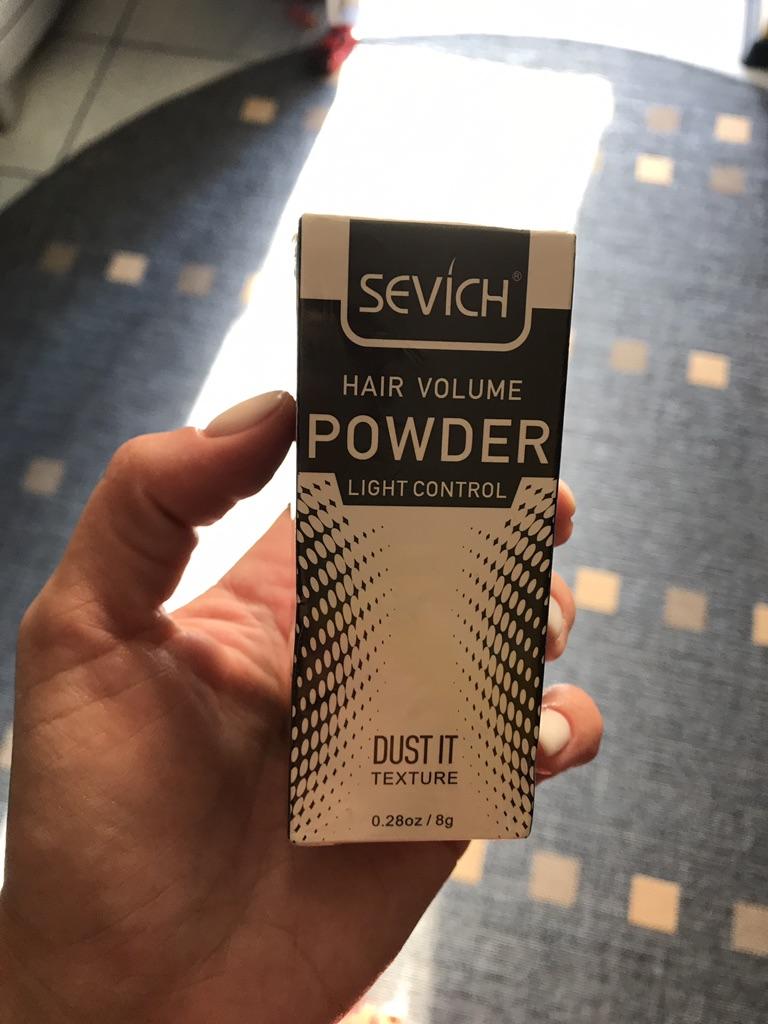 SEVICH®
HAIR VOLUME
POWDER
LIGHT CONTROL
DUST IT
TEXTURE
0.28oz / 8g